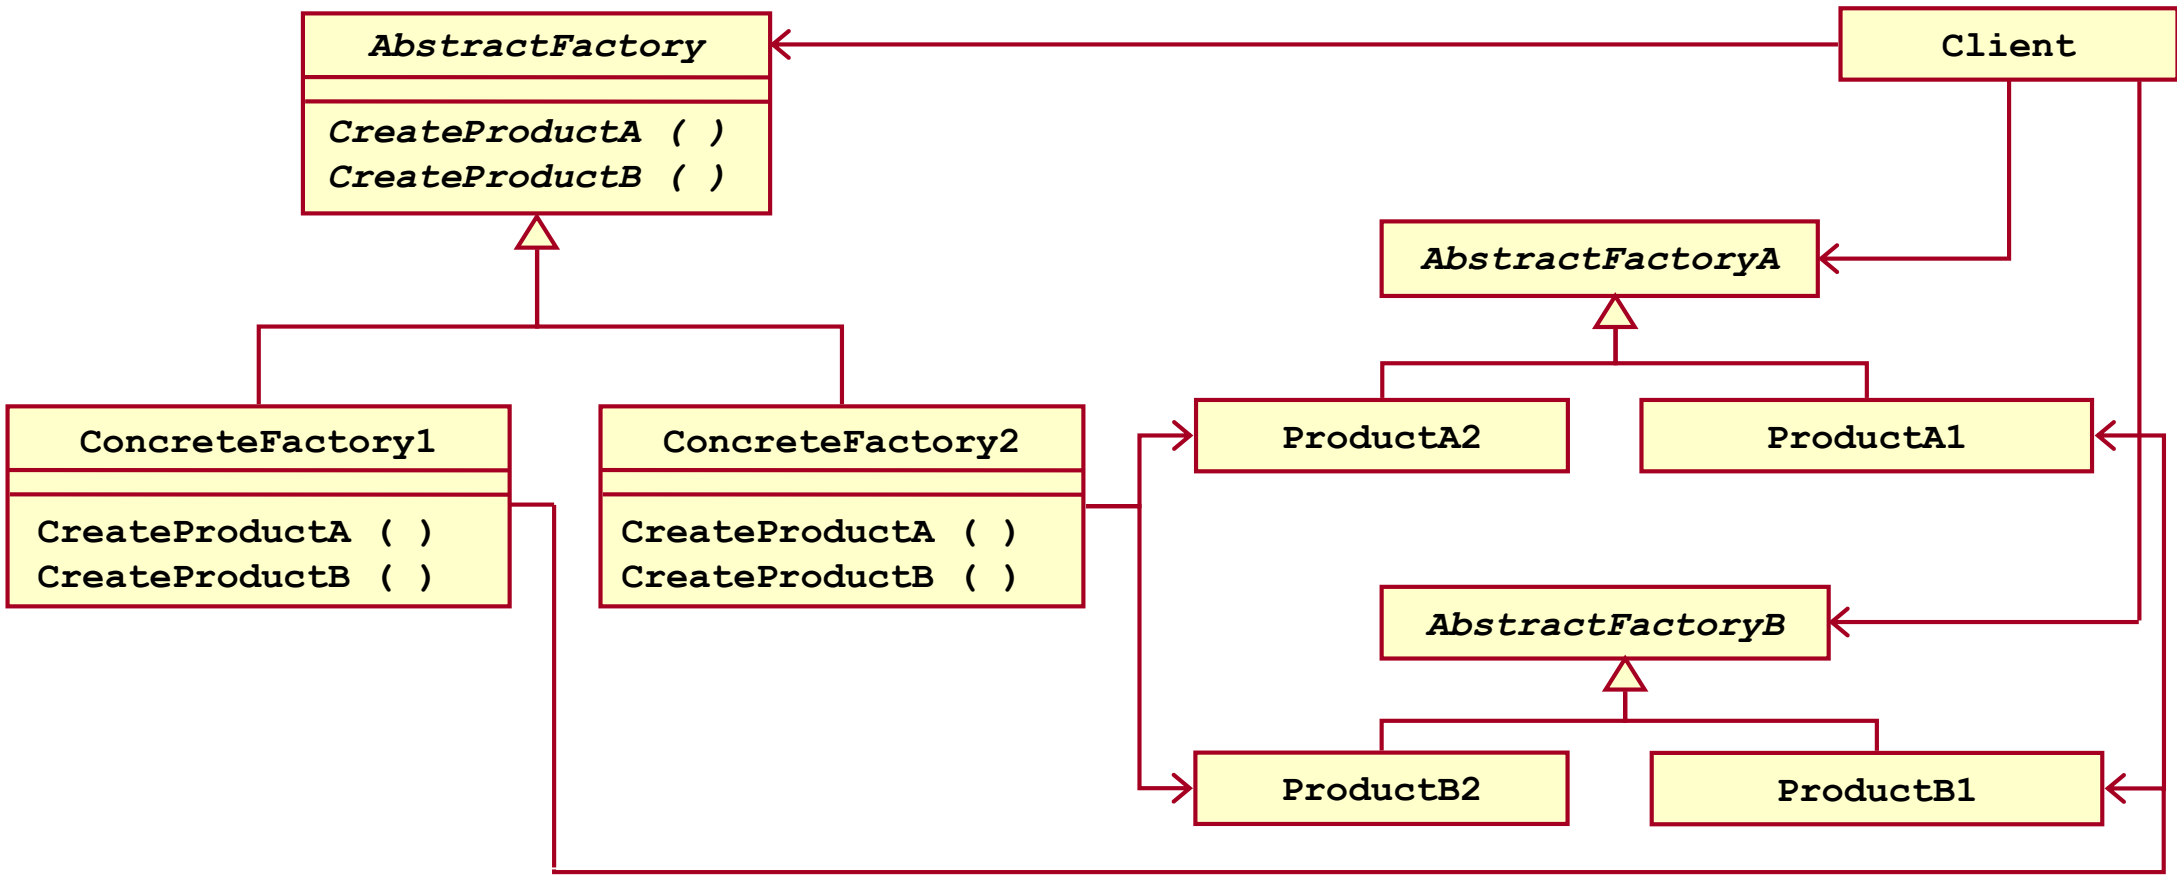 AbstractFactory
CreateProductA ( )
CreateProductB ( )
Client
AbstractFactoryA
ConcreteFactory1
CreateProductA ( )
CreateProductB ( )
ConcreteFactory2
CreateProductA ( )
CreateProductB ( )
ProductA2
ProductA1
AbstractFactoryB
ProductB2
ProductB1